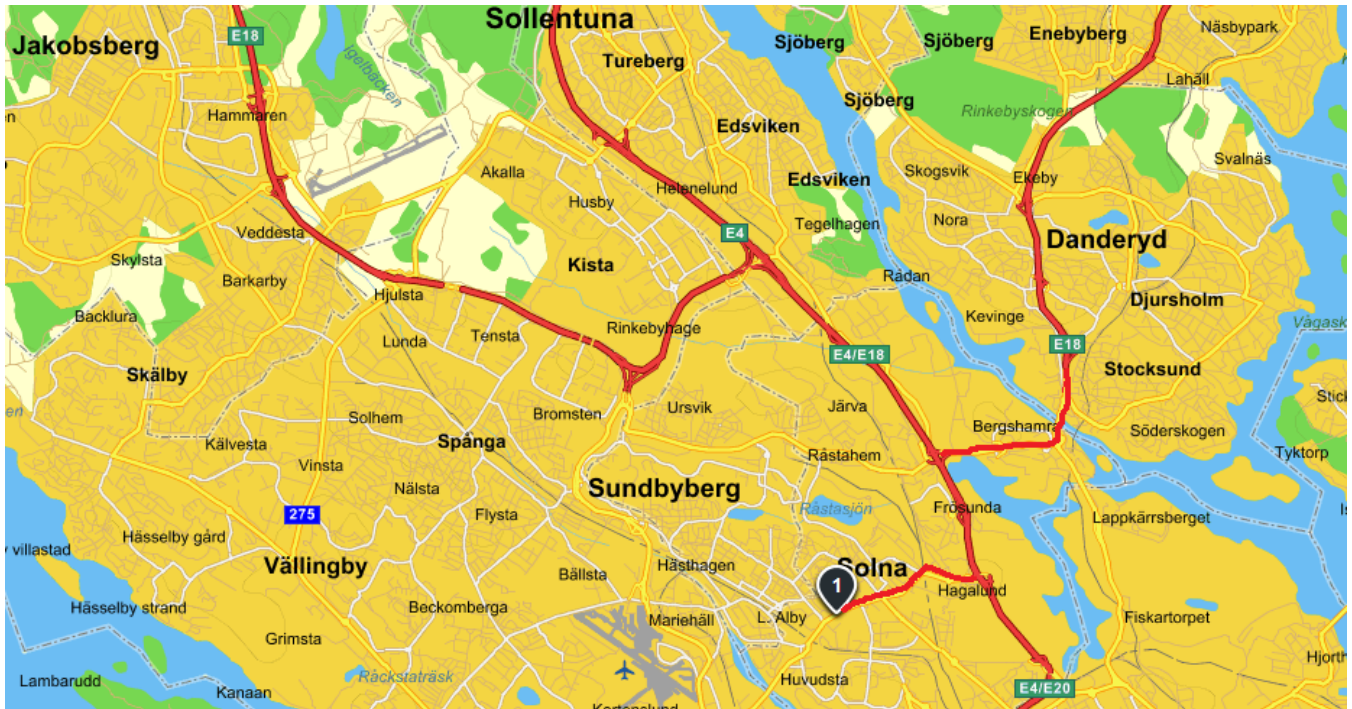 Sollentuna
Sjöberg
Sjöberg
Enebyberg
Näsbypark
E18
Jakobsberg
Igelbäcken
Tureberg
Lahäll
Sjöberg
Hammaren
Rinkebyskogen
Edsviken
Svalnäs
Akalla
Skogsvik
Ekeby
Helenelund
Edsviken
Husby
Nora
Tegelhagen
Veddesta
E4
Danderyd
Skylsta
Kista
Rådan
Barkarby
Hjulsta
Djursholm
Backlura
Kevinge
Rinkebyhage
Tensta
Lunda
E18
E4/E18
Skälby
Stocksund
Järva
Ursvik
Solhem
Bromsten
Bergshamra
Söderskogen
Kälvesta
Spånga
Råstahem
Tyktorp
Vinsta
Nälsta
Sundbyberg
Råstasjön
Frösunda
275
Flysta
Lappkärrsberget
Hässelby gård
villastad
Vällingby
Hästhagen
Solna
Bällsta
1
Hagalund
Hässelby strand
Beckomberga
Mariehäll
L. Alby
Fiskartorpet
Grimsta
Råckstaträsk
Huvudsta
Lambarudd
Kanaan
E4/E20